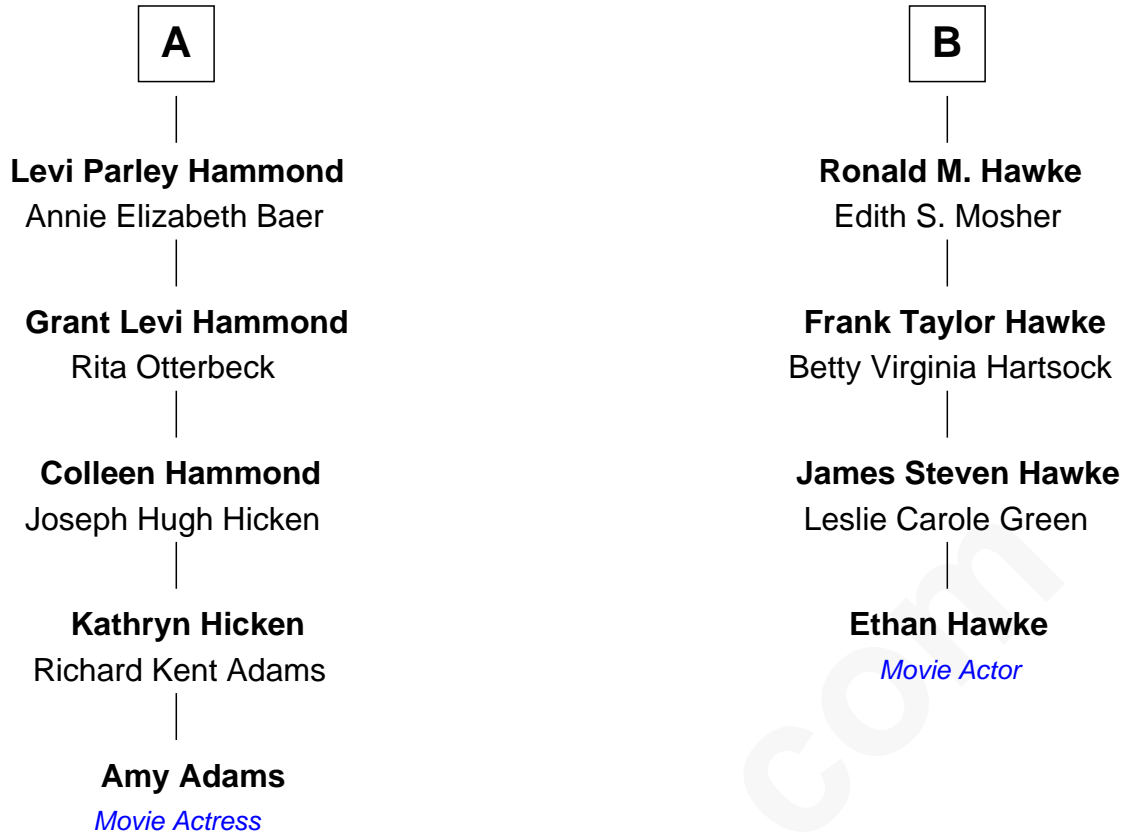 A
Levi Parley Hammond
Annie Elizabeth Baer
Grant Levi Hammond
Rita Otterbeck
Colleen Hammond
Joseph Hugh Hicken
Kathryn Hicken
Richard Kent Adams
Amy Adams
Movie Actress
B
Ronald M. Hawke
Edith S. Mosher
Frank Taylor Hawke
Betty Virginia Hartsock
James Steven Hawke
Leslie Carole Green
Ethan Hawke
Movie Actor
com